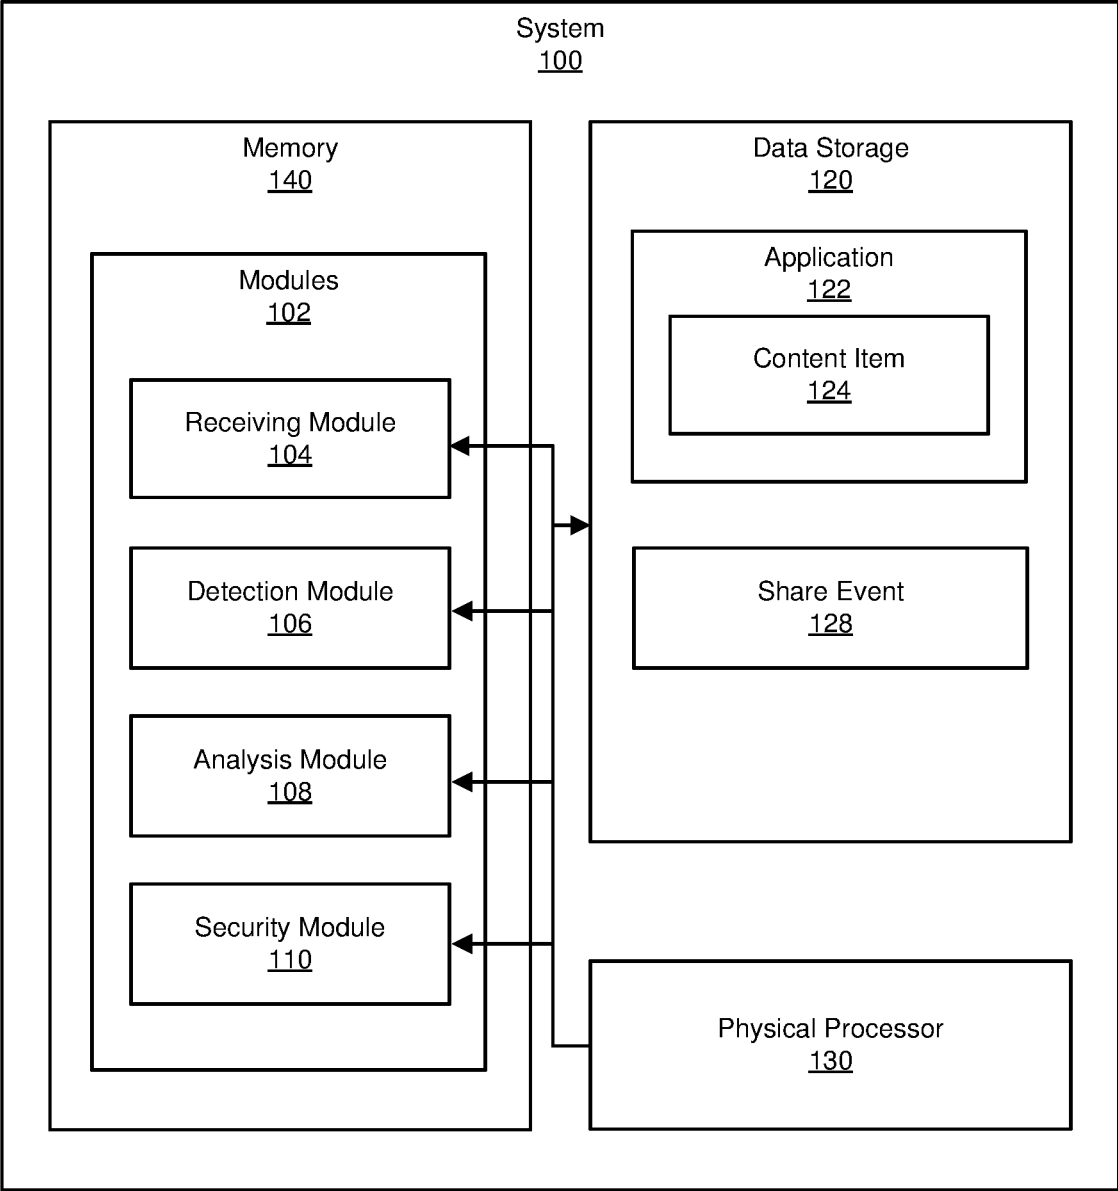 System
100
Memory
140
Modules
102
Receiving Module
104
Detection Module
106
Analysis Module
108
Security Module
110
Data Storage
120
Application
122
Content Item
124
Share Event
128
Physical Processor
130